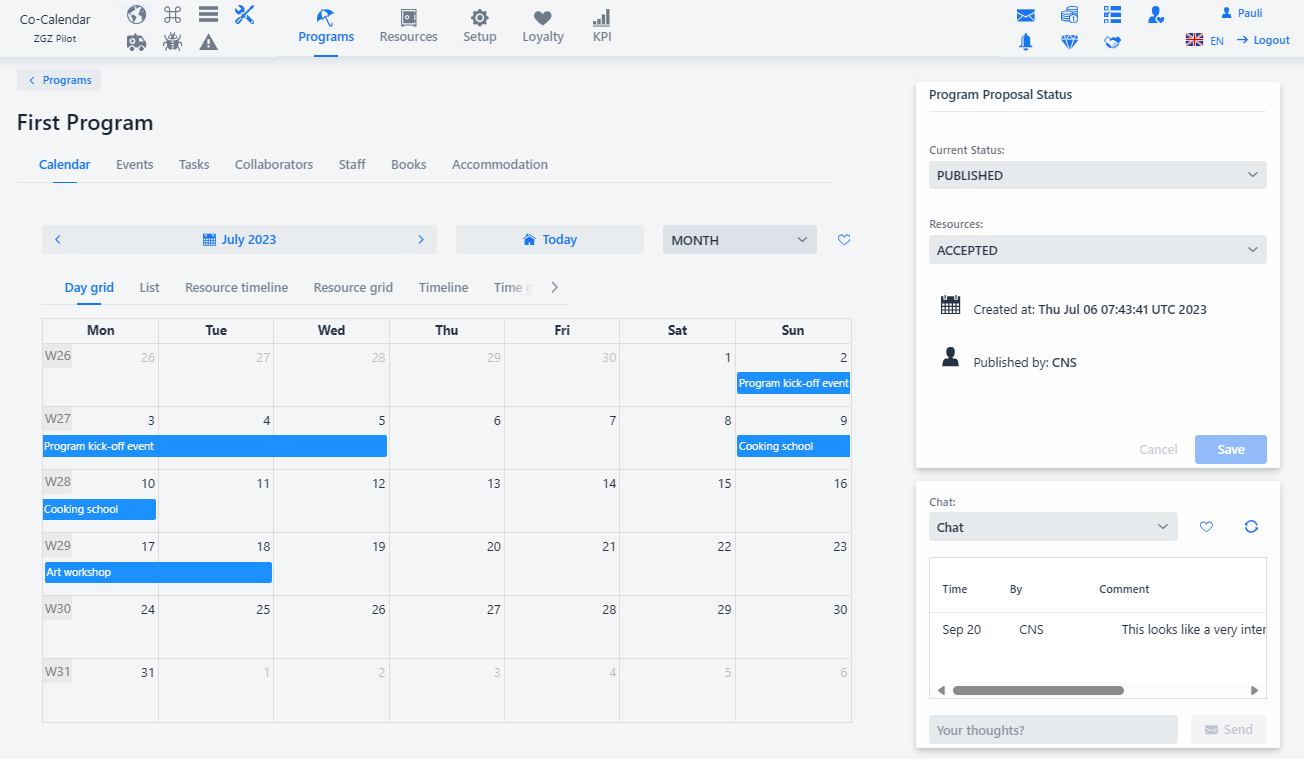 Co-Calendar
ZGZ Pilot
Programs
Resources
Setup
Loyalty
KPI
Pauli
EN
Logout
Programs
First Program
Calendar Events Tasks Collaborators Staff Books Accommodation
July 2023
Today
MONTH
Day grid List Resource timeline Resource grid Timeline Time g
Mon Tue Wed Thu Fri Sat Sun
W26 26 27 28 29 30 1 2
Program kick-off event
W27 3 4 5 6 7 8 9
Program kick-off event Cooking school
W28 10 11 12 13 14 15 16
Cooking school
W29 17 18 19 20 21 22 23
Art workshop
W30 24 25 26 27 28 29 30
W31 31 1 2 3 4 5 6
Program Proposal Status
Current Status:
PUBLISHED
Resources:
ACCEPTED
Created at: Thu Jul 06 07:43:41 UTC 2023
Published by: CNS
Cancel Save
Chat:
Chat
Time By Comment
Sep 20 CNS This looks like a very inter
Your thoughts? Send